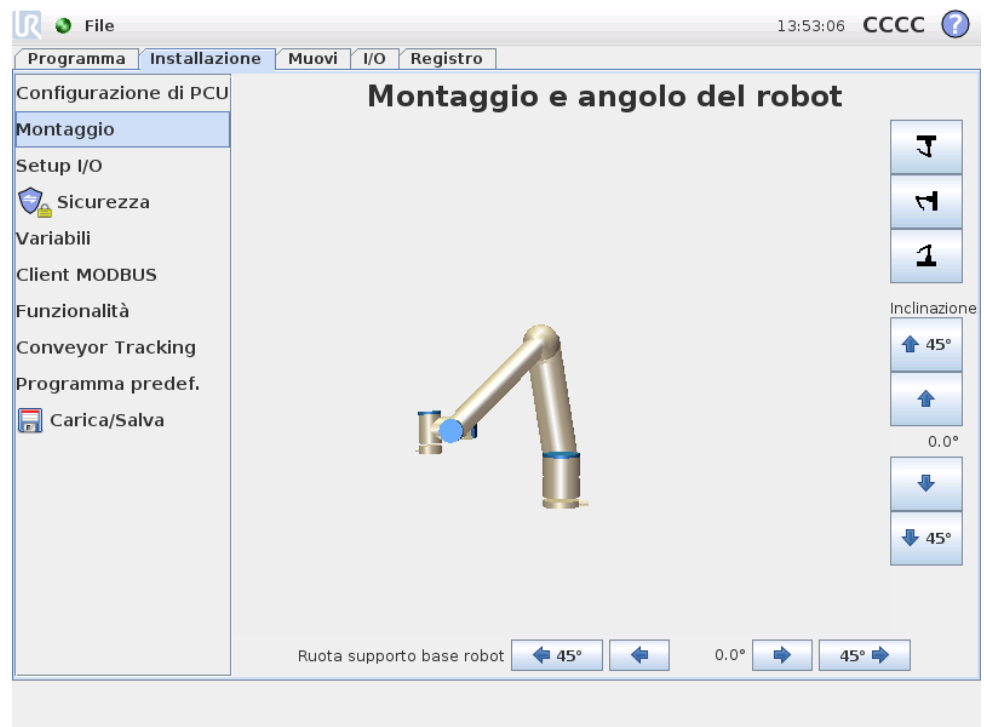 UR File 13:53:06 CCCC ?
Programma Installazione Muovi I/O Registro
Configurazione di PCU
Montaggio
Setup I/O
Sicurezza
Variabili
Client MODBUS
Funzionalità
Conveyor Tracking
Programma predef.
Carica/Salva
Montaggio e angolo del robot
Inclinazione
45°
0.0°
45°
Ruota supporto base robot 45° 0.0° 45°